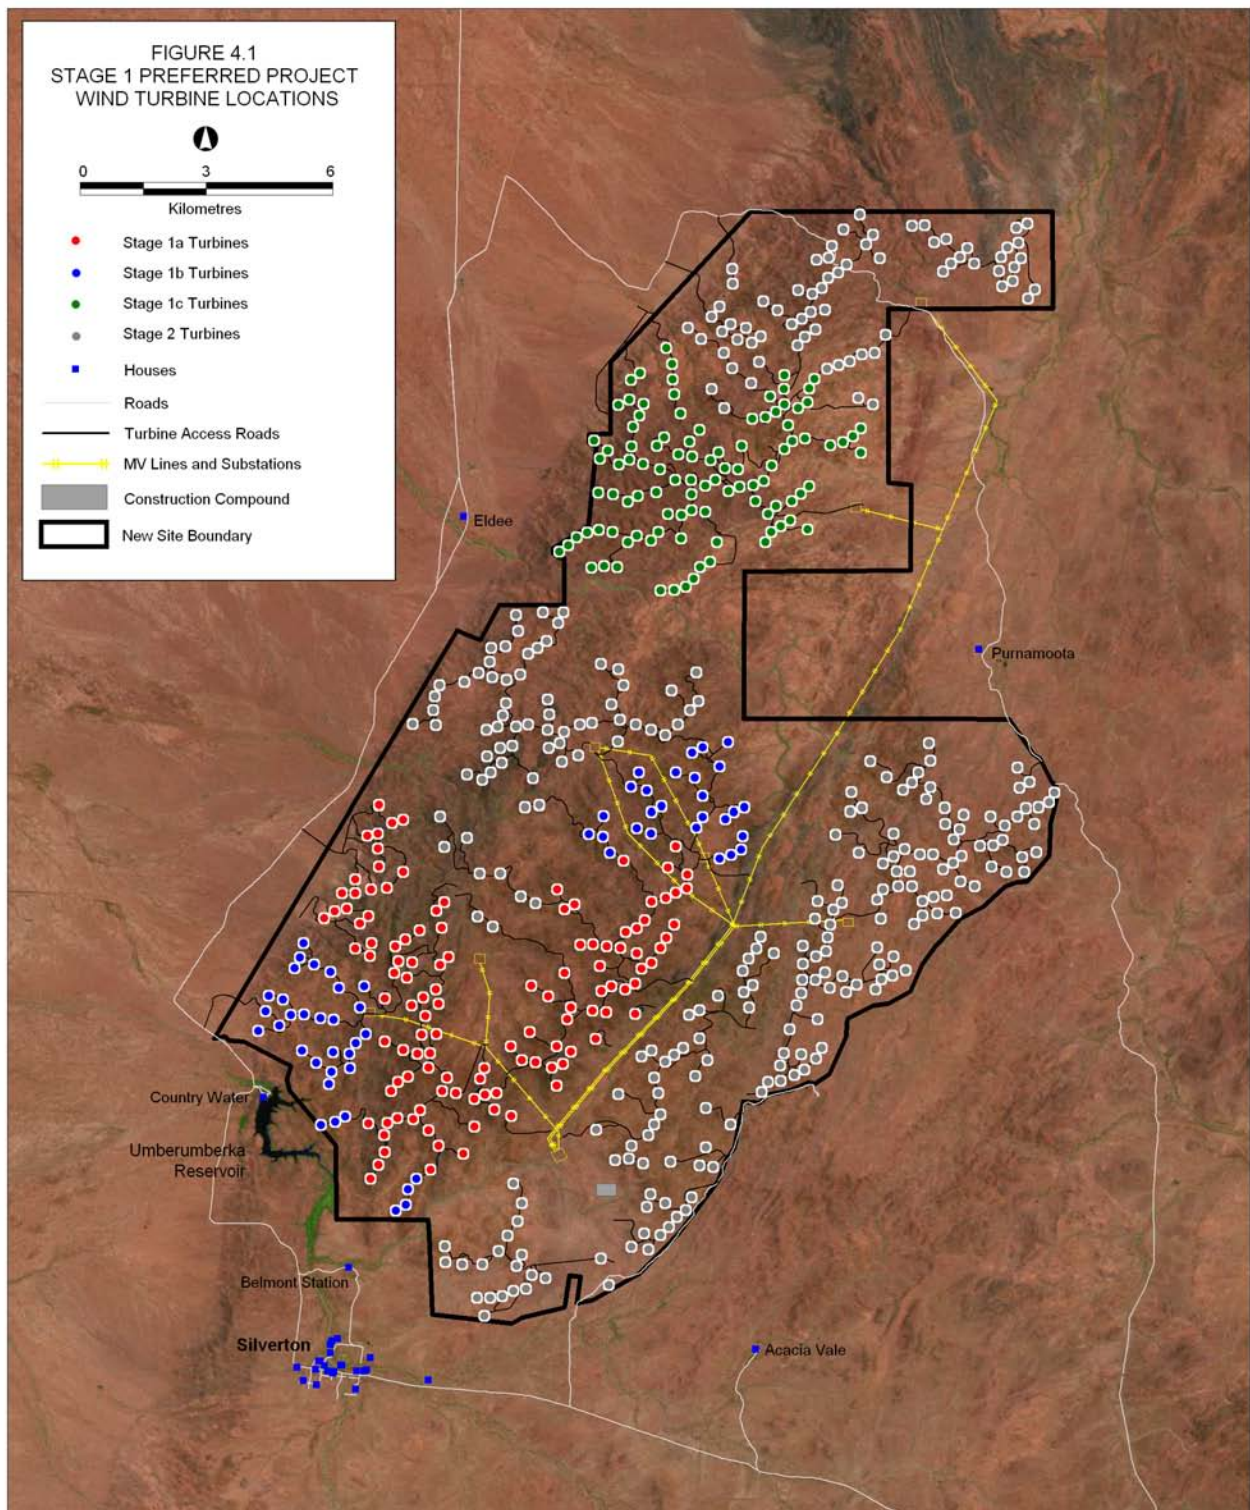 FIGURE 4.1
STAGE 1 PREFERRED PROJECT
WIND TURBINE LOCATIONS
0 3 6
Kilometres
Stage 1a Turbines
Stage 1b Turbines
Stage 1c Turbines
Stage 2 Turbines
Houses
Roads
Turbine Access Roads
MV Lines and Substations
Construction Compound
New Site Boundary
Eldee
Purnamoota
Country Water
Umberumberka
Reservoir
Belmont Station
Silverton
Acacia Vale